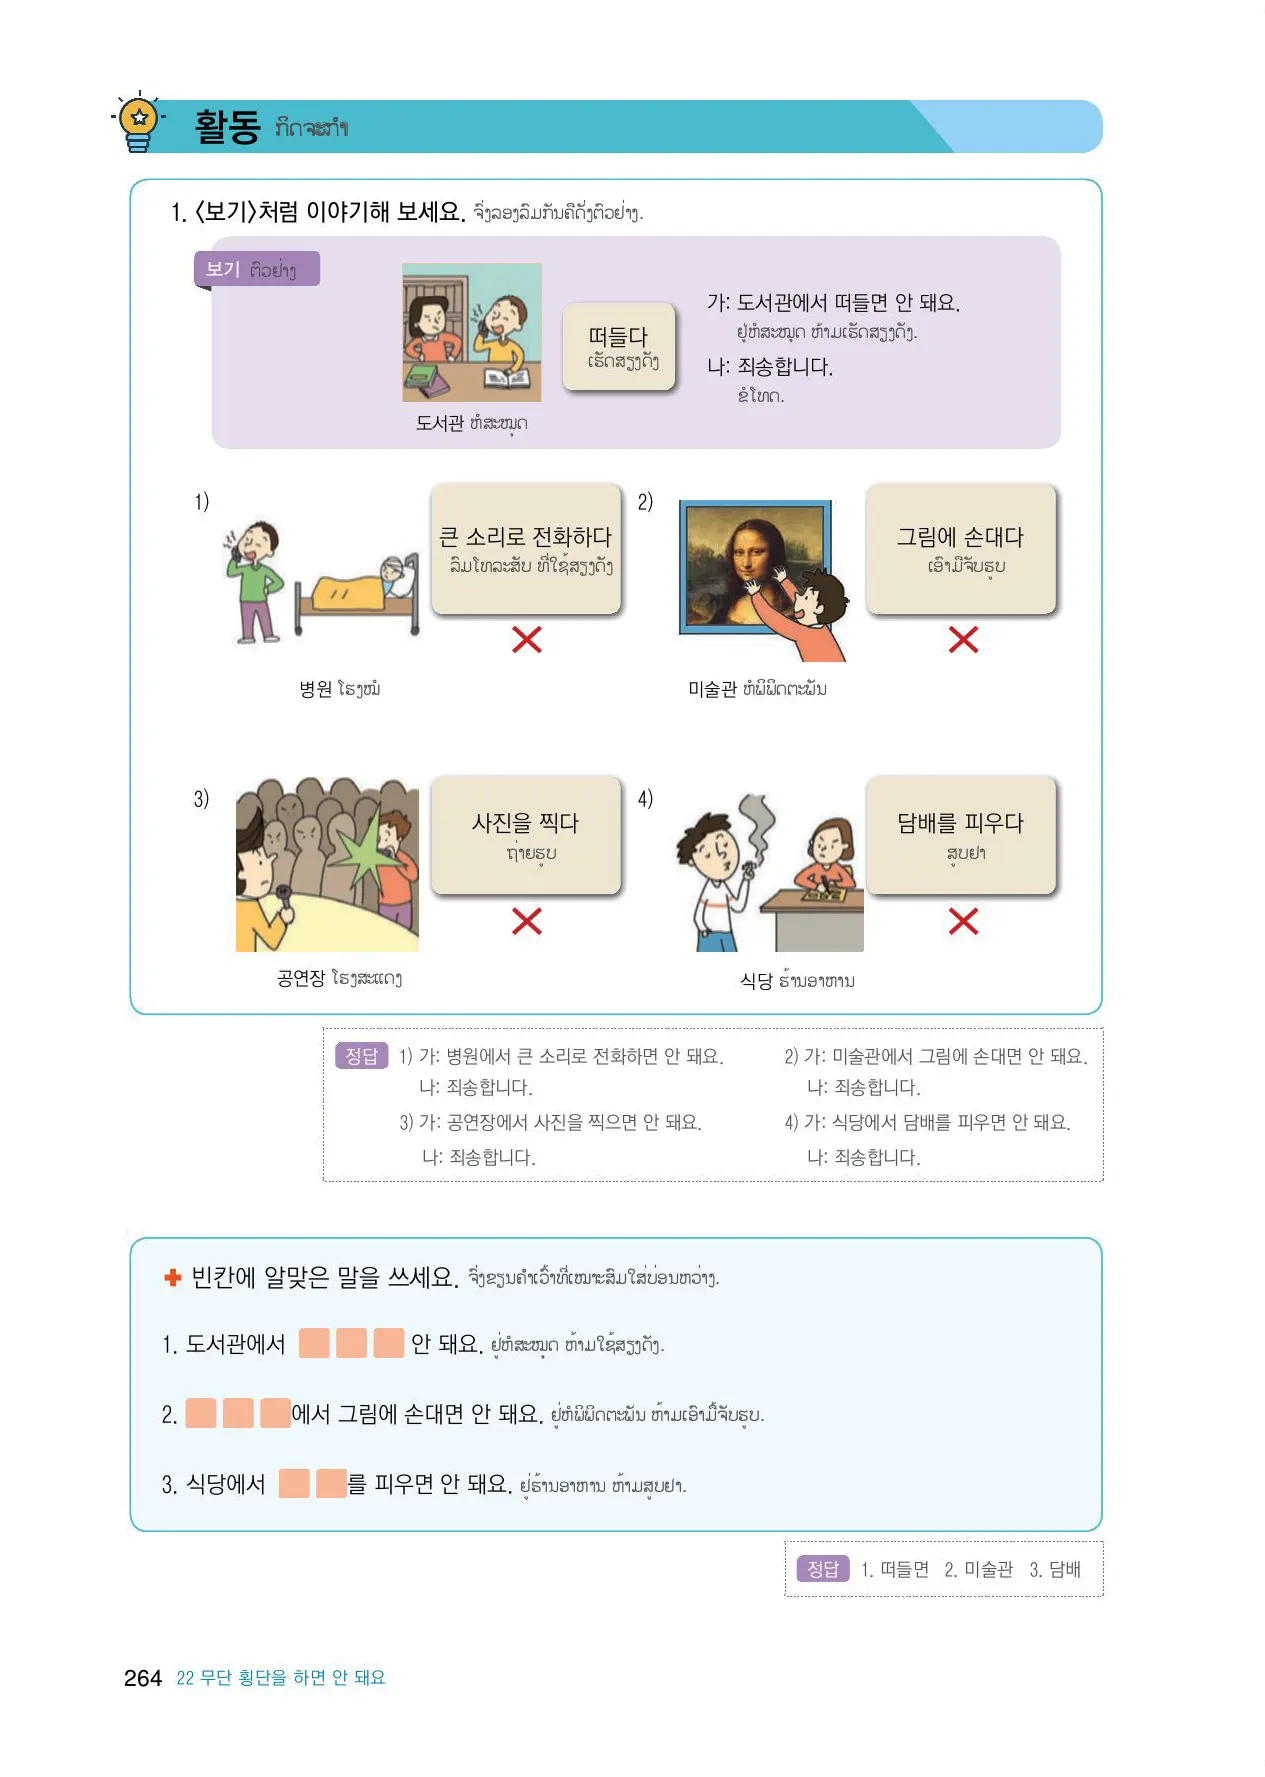 활동 ກິດຈະກຳ
1. <보기>처럼 이야기해 보세요. ຈົ່ງລອງລົມກັນຄືດັ່ງຕົວຢ່າງ.
보기 ຕົວຢ່າງ
떠들다
ເຮັດສຽງດັງ
도서관 ຫໍສະໝຸດ
가: 도서관에서 떠들면 안 돼요.
ຢູ່ຫໍສະໝຸດ ຫ້າມເຮັດສຽງດັງ.
나: 죄송합니다.
ຂໍໂທດ.
1)
큰 소리로 전화하다
ລົມໂທລະສັບ ທີ່ໃຊ້ສຽງດັງ
병원 ໂຮງໝໍ
2)
그림에 손대다
ເອົາມືຈັບຮູບ
미술관 ຫໍພິພິດຕະພັນ
3)
사진을 찍다
ຖ່າຍຮູບ
공연장 ໂຮງສະແດງ
4)
담배를 피우다
ສູບຢາ
식당 ຮ້ານອາຫານ
정답 1) 가: 병원에서 큰 소리로 전화하면 안 돼요.
나: 죄송합니다.
2) 가: 미술관에서 그림에 손대면 안 돼요.
나: 죄송합니다.
3) 가: 공연장에서 사진을 찍으면 안 돼요.
나: 죄송합니다.
4) 가: 식당에서 담배를 피우면 안 돼요.
나: 죄송합니다.
빈칸에 알맞은 말을 쓰세요. ຈົ່ງຂຽນຄຳເວົ້າທີ່ເໝາະສົມໃສ່ບ່ອນຫວ່າງ.
1. 도서관에서 안 돼요. ຢູ່ຫໍສະໝຸດ ຫ້າມໃຊ້ສຽງດັງ.
2. 에서 그림에 손대면 안 돼요. ຢູ່ຫໍພິພິດຕະພັນ ຫ້າມເອົາມືຈັບຮູບ.
3. 식당에서 를 피우면 안 돼요. ຢູ່ຮ້ານອາຫານ ຫ້າມສູບຢາ.
정답 1. 떠들면 2. 미술관 3. 담배
264 22 무단 횡단을 하면 안 돼요